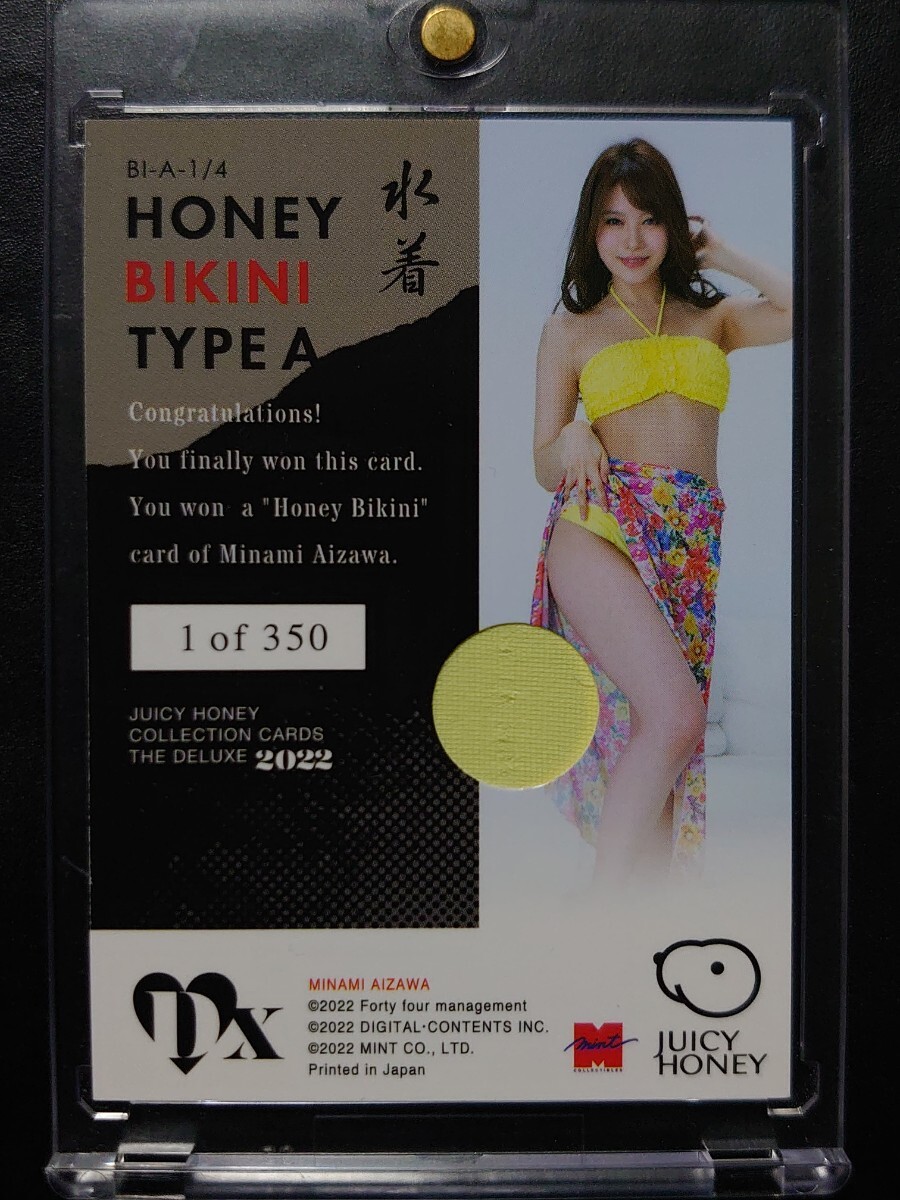 BI-A-1/4
HONEY
BIKINI
TYPE A
水着
Congratulations!
You finally won this card.
You won a "Honey Bikini"
card of Minami Aizawa.
1 of 350
JUICY HONEY
COLLECTION CARDS
THE DELUXE 2022
DX
MINAMI AIZAWA
©2022 Forty four management
©2022 DIGITAL·CONTENTS INC.
©2022 MINT CO., LTD.
Printed in Japan
mint
COLLECTIBLES
JUICY
HONEY